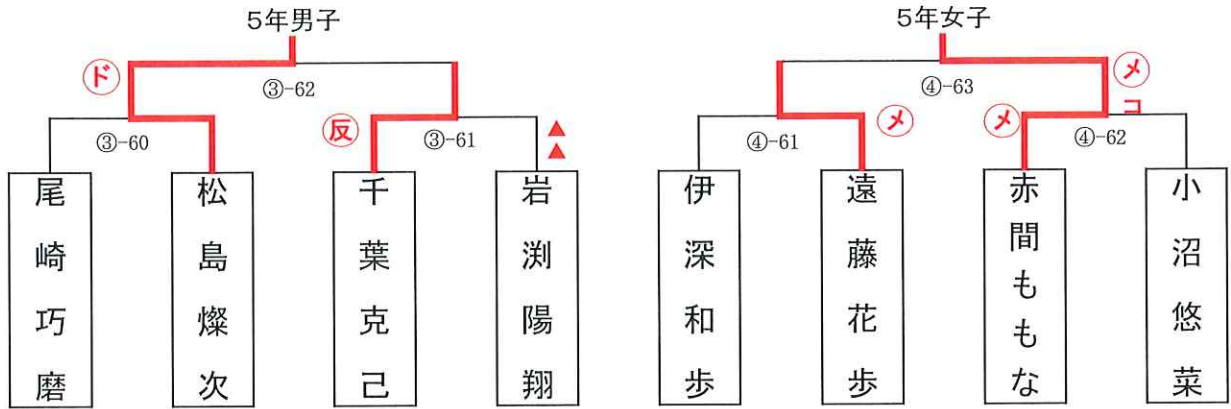 5年男子
ド
③-62
③-60
反
③-61
▲
▲
尾崎巧磨
松島燦次
千葉克己
岩渕陽翔
5年女子
メ
コ
④-63
④-61
メ
メ
④-62
伊深和歩
遠藤花歩
赤間ももな
小沼悠菜